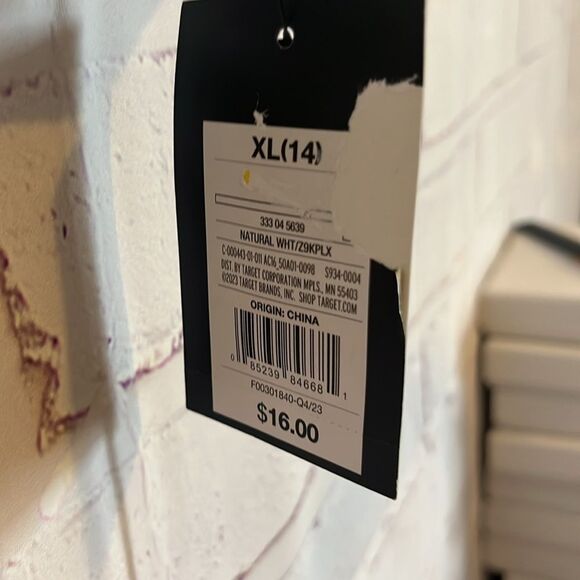 XL(14)
333 04 5639
NATURAL WHT/Z9KPLX
C-000443-01-011 AC16 50A01-0098 S934-0004
DIST. BY TARGET CORPORATION MPLS., MN 55403
©2023 TARGET BRANDS, INC. SHOP TARGET.COM
ORIGIN: CHINA
0 85239 84668 1
F00301840-Q4/23
$16.00